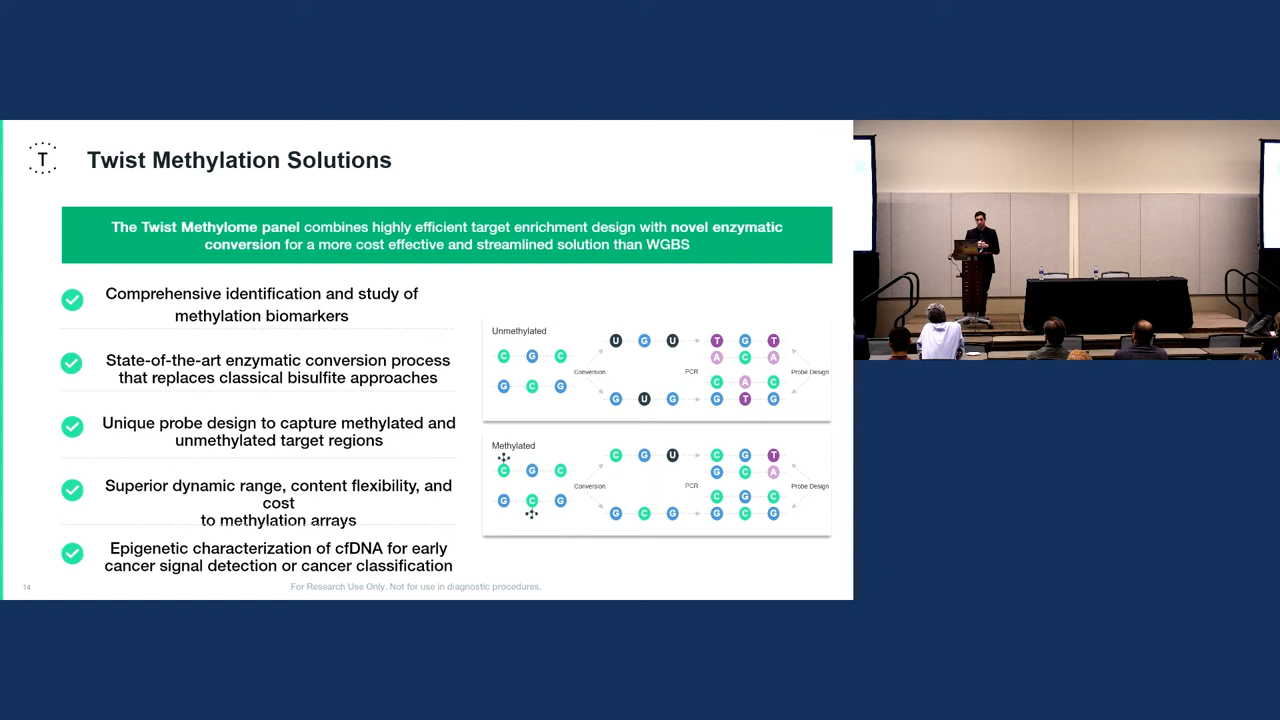 T
Twist Methylation Solutions
The Twist Methylome panel combines highly efficient target enrichment design with novel enzymatic
conversion for a more cost effective and streamlined solution than WGBS
Comprehensive identification and study of
methylation biomarkers
State-of-the-art enzymatic conversion process
that replaces classical bisulfite approaches
Unique probe design to capture methylated and
unmethylated target regions
Superior dynamic range, content flexibility, and
cost
to methylation arrays
Epigenetic characterization of cfDNA for early
cancer signal detection or cancer classification
Unmethylated
C G C
G C G
Conversion
U G U
G U G
PCR
T G T
A C A
C A C
G T G
Probe Design
Methylated
C G C
G C G
Conversion
C G U
G C G
PCR
C G T
G C A
C G C
G C G
Probe Design
14
For Research Use Only. Not for use in diagnostic procedures.